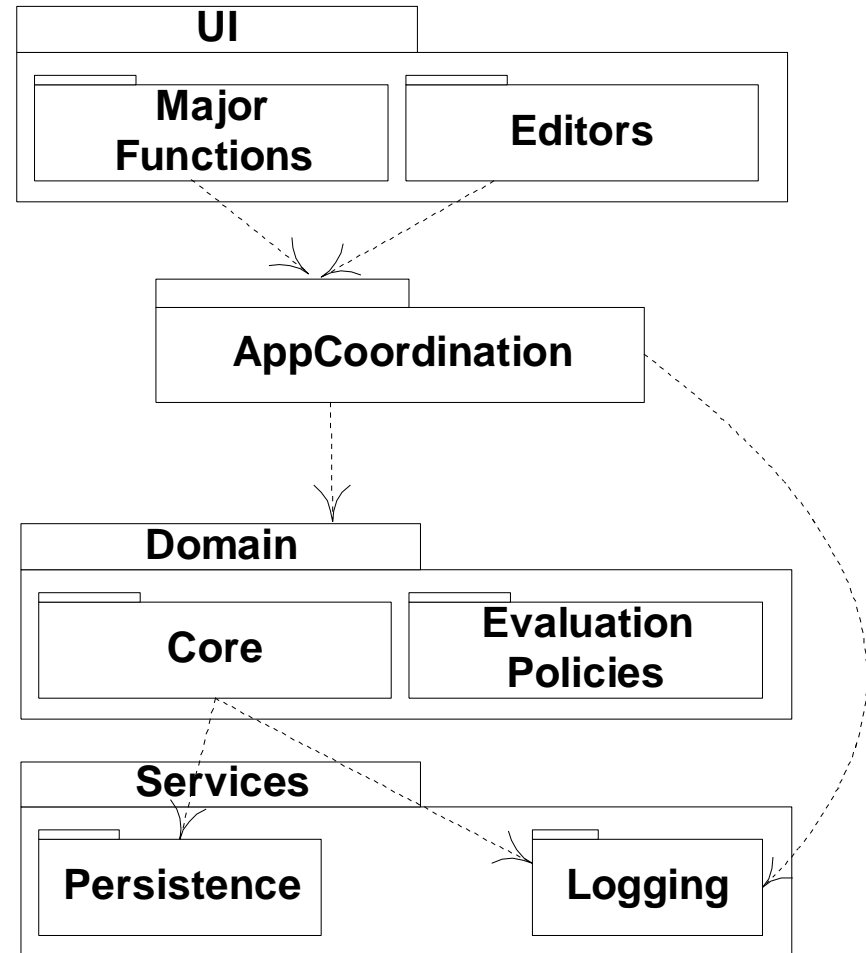 UI
Major
Functions
Editors
AppCoordination
Domain
Core
Evaluation
Policies
Services
Persistence
Logging